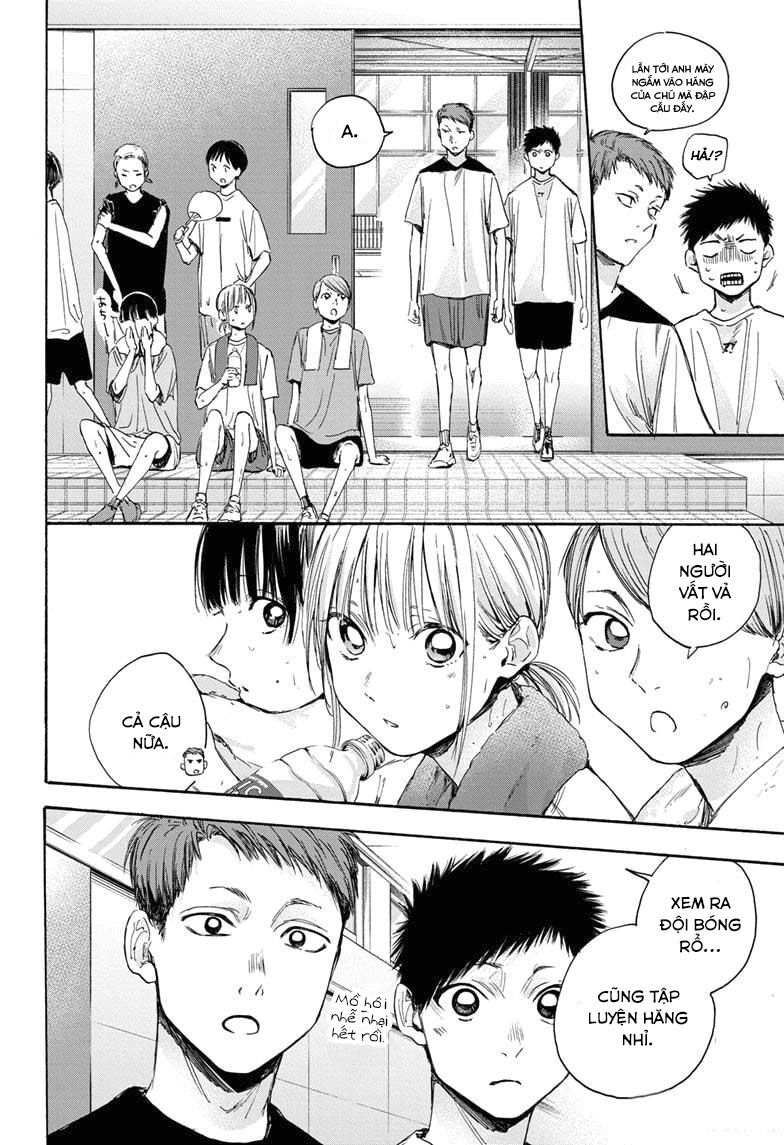 LẦN TỚI ANH MÀY
NGẮM VÀO HÁNG
CỦA CHÚ MÀ ĐẬP
CẦU ĐẤY.
HẢ!?
A.
HAI
NGƯỜI
VẤT VẢ
RỒI.
CẢ CẬU
NỮA.
XEM RA
ĐỘI BÓNG
RỔ...
CŨNG TẬP
LUYỆN HĂNG
NHỈ.
Mồ hôi
nhễ nhại
hết rồi.